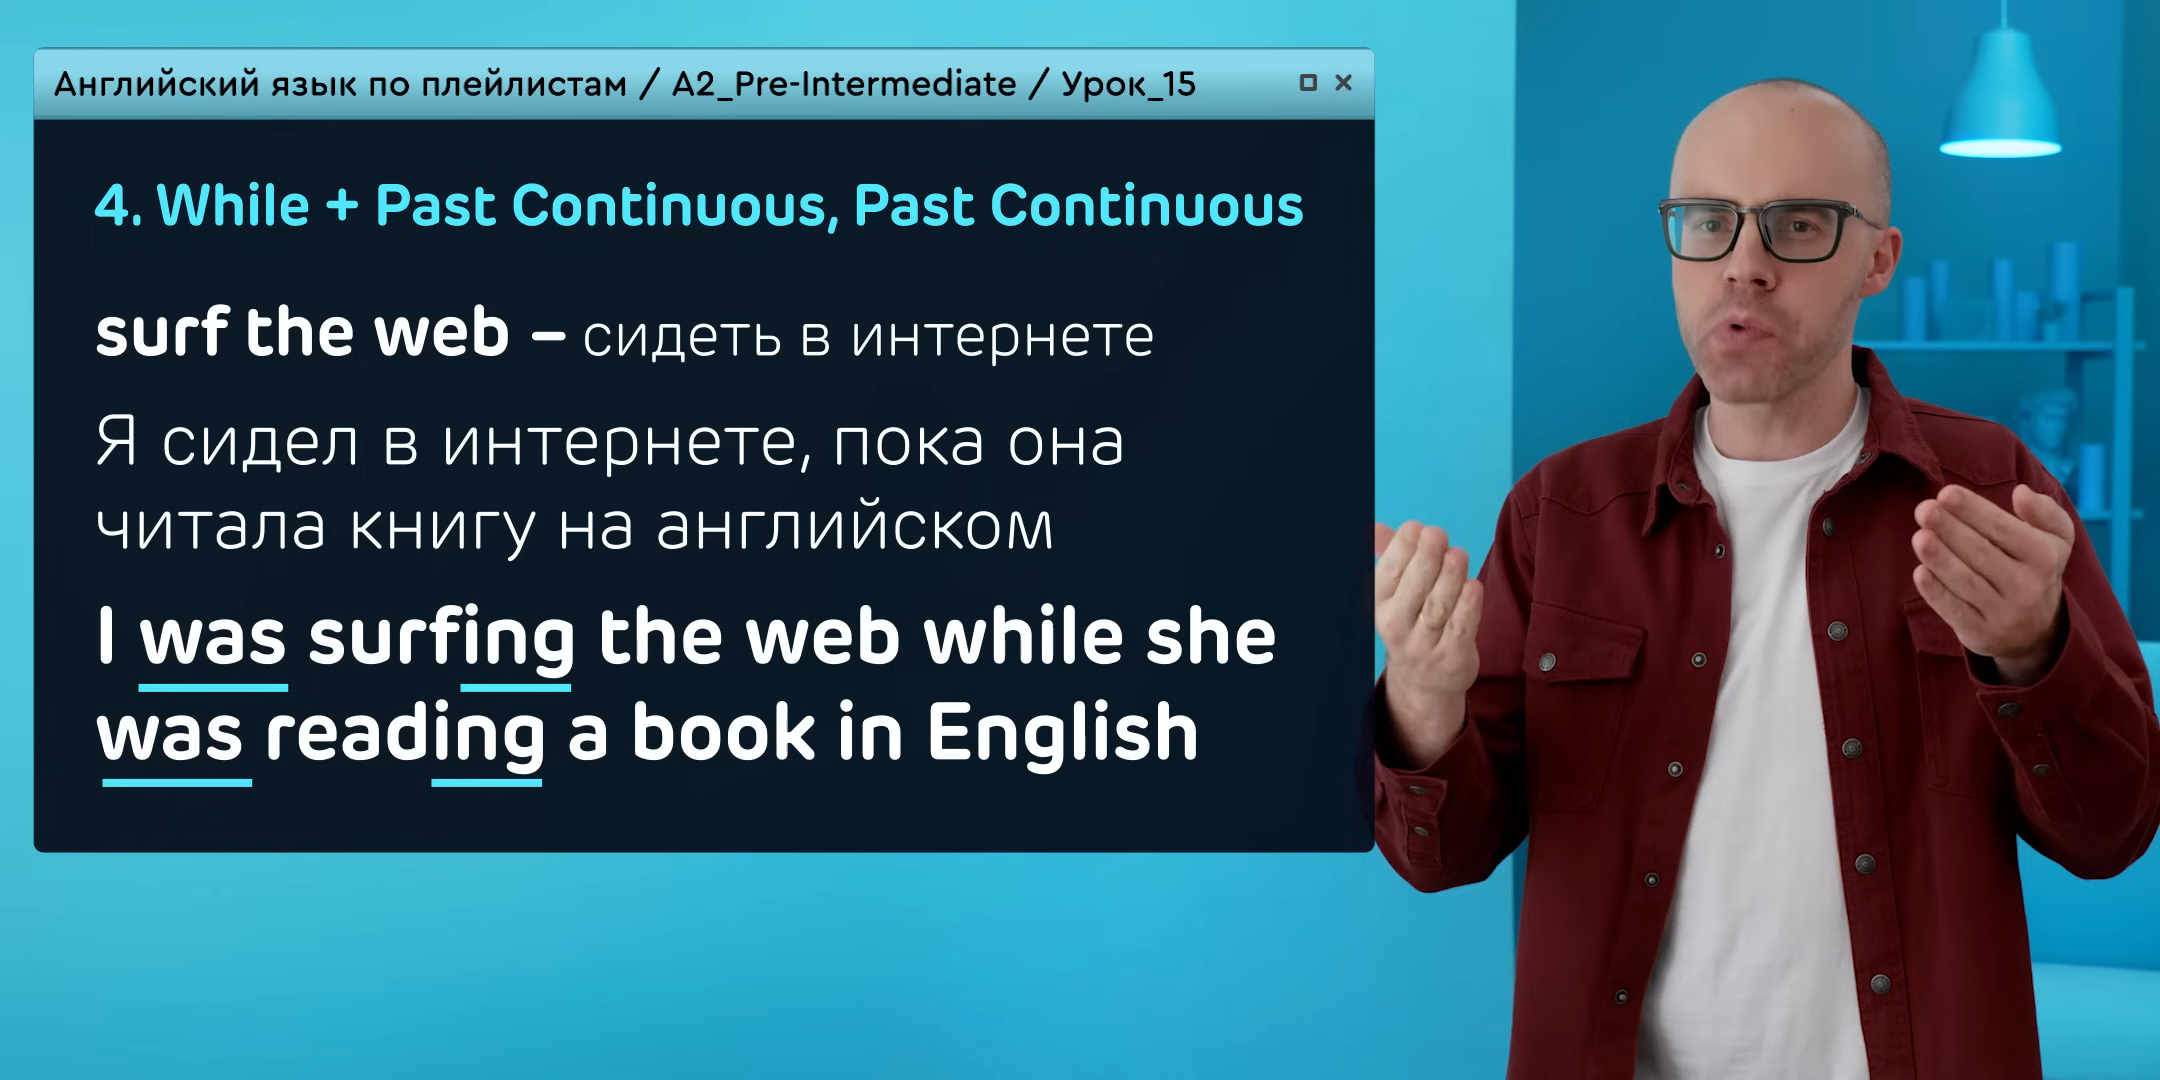 Английский язык по плейлистам / A2_Pre-Intermediate / Урок_15
4. While + Past Continuous, Past Continuous
surf the web – сидеть в интернете
Я сидел в интернете, пока она
читала книгу на английском
I was surfing the web while she
was reading a book in English